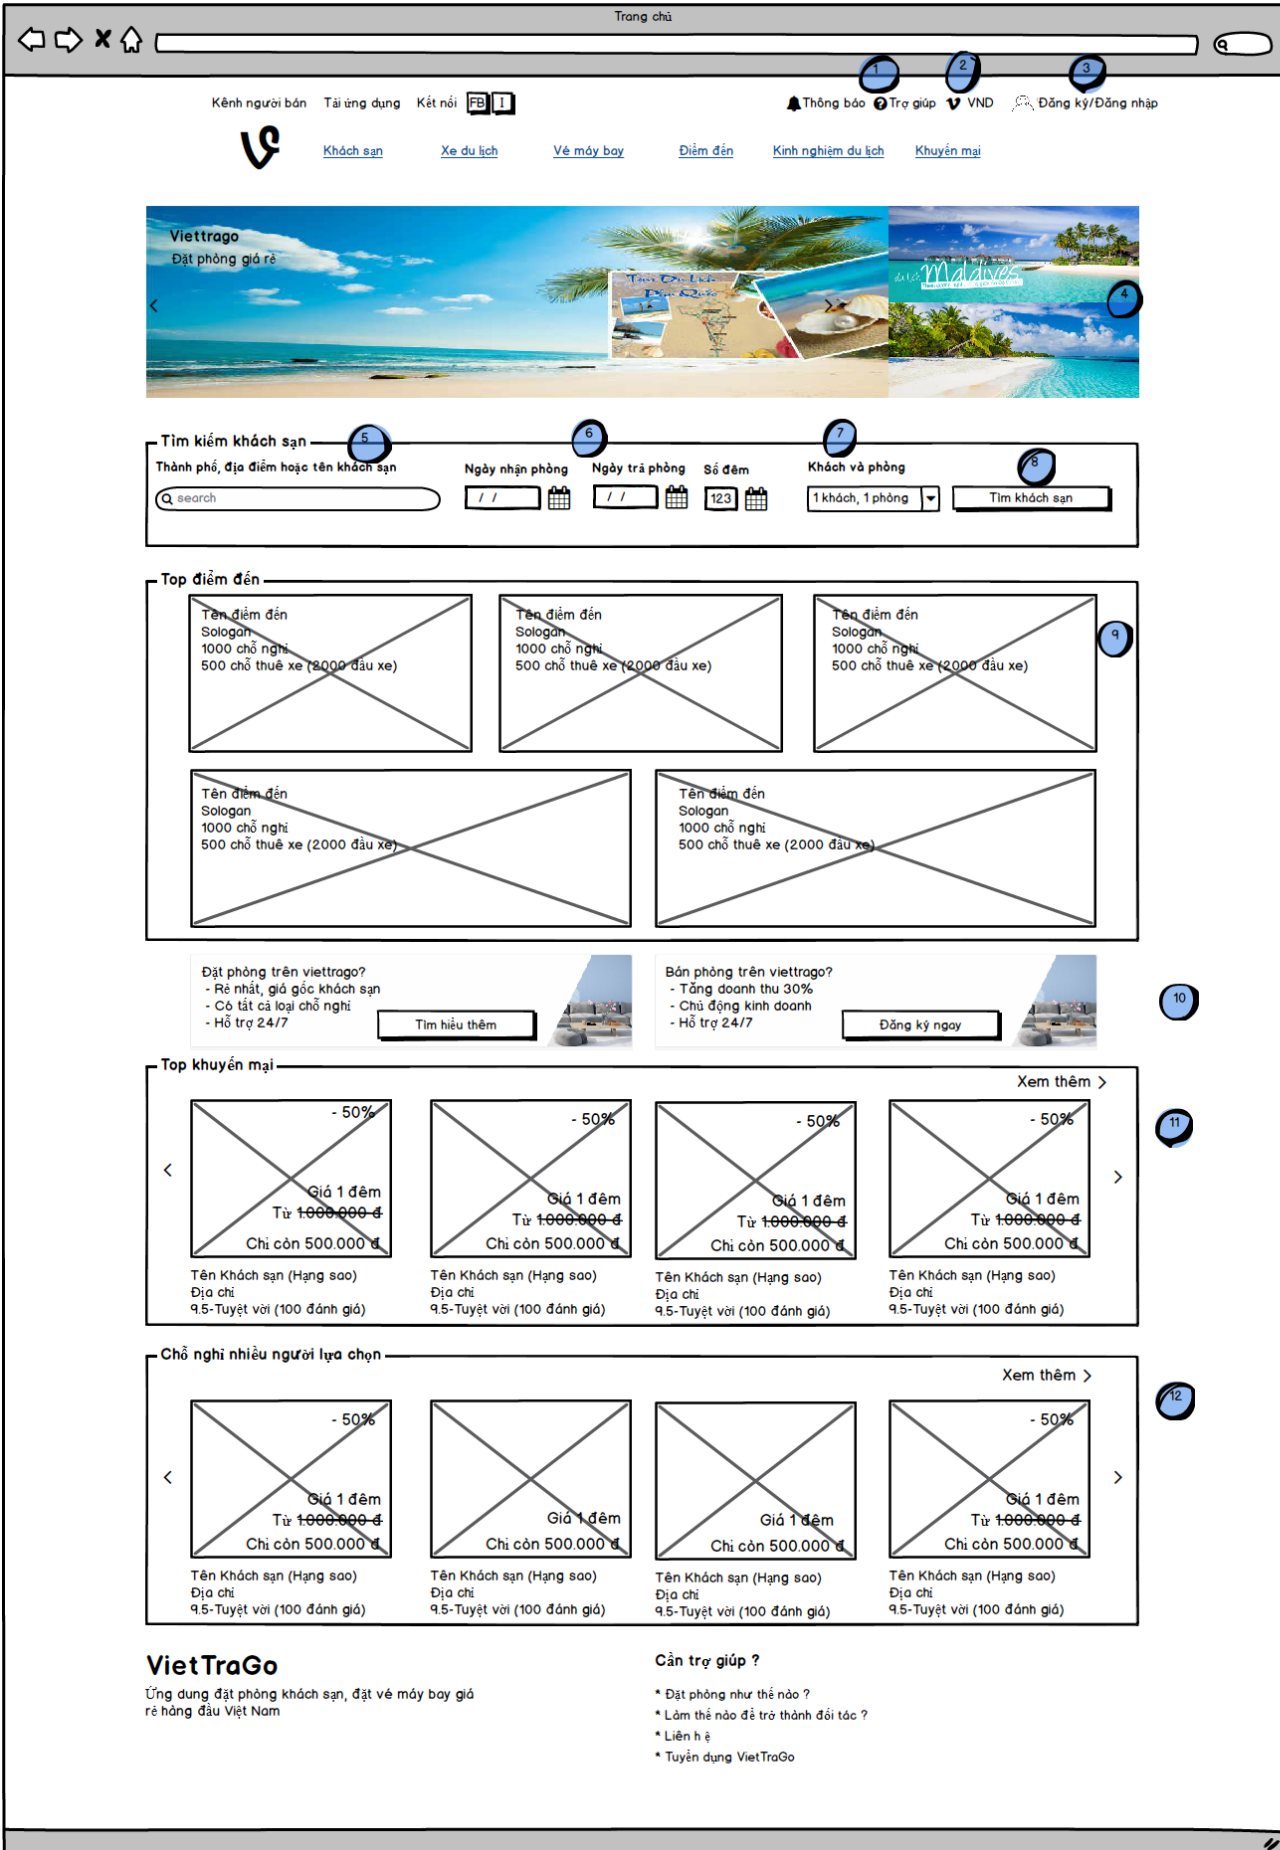 Trang chủ
1
2
3
Kênh người bán Tải ứng dụng Kết nối FB I
Thông báo Trợ giúp VND Đăng ký/Đăng nhập
Khách sạn Xe du lịch Vé máy bay Điểm đến Kinh nghiệm du lịch Khuyến mại
Viettrago
Đặt phòng giá rẻ
Maldives
4
5
6
7
8
Tìm kiếm khách sạn
Thành phố, địa điểm hoặc tên khách sạn
Ngày nhận phòng Ngày trả phòng Số đêm Khách và phòng
search
/ /
/ /
123
1 khách, 1 phòng
Tìm khách sạn
Top điểm đến
Tên điểm đến
Sologan
1000 chỗ nghỉ
500 chỗ thuê xe (2000 đầu xe)
Tên điểm đến
Sologan
1000 chỗ nghỉ
500 chỗ thuê xe (2000 đầu xe)
Tên điểm đến
Sologan
1000 chỗ nghỉ
500 chỗ thuê xe (2000 đầu xe)
9
Tên điểm đến
Sologan
1000 chỗ nghỉ
500 chỗ thuê xe (2000 đầu xe)
Tên điểm đến
Sologan
1000 chỗ nghỉ
500 chỗ thuê xe (2000 đầu xe)
Đặt phòng trên viettrago?
- Rẻ nhất, giá gốc khách sạn
- Có tất cả loại chỗ nghỉ
- Hỗ trợ 24/7
Tìm hiểu thêm
Bán phòng trên viettrago?
- Tăng doanh thu 30%
- Chủ động kinh doanh
- Hỗ trợ 24/7
Đăng ký ngay
10
Top khuyến mại
Xem thêm
11
- 50%
Giá 1 đêm
Từ 1.000.000 đ
Chỉ còn 500.000 đ
Tên Khách sạn (Hạng sao)
Địa chỉ
9.5-Tuyệt vời (100 đánh giá)
- 50%
Giá 1 đêm
Từ 1.000.000 đ
Chỉ còn 500.000 đ
Tên Khách sạn (Hạng sao)
Địa chỉ
9.5-Tuyệt vời (100 đánh giá)
- 50%
Giá 1 đêm
Từ 1.000.000 đ
Chỉ còn 500.000 đ
Tên Khách sạn (Hạng sao)
Địa chỉ
9.5-Tuyệt vời (100 đánh giá)
- 50%
Giá 1 đêm
Từ 1.000.000 đ
Chỉ còn 500.000 đ
Tên Khách sạn (Hạng sao)
Địa chỉ
9.5-Tuyệt vời (100 đánh giá)
Chỗ nghỉ nhiều người lựa chọn
Xem thêm
12
- 50%
Giá 1 đêm
Từ 1.000.000 đ
Chỉ còn 500.000 đ
Tên Khách sạn (Hạng sao)
Địa chỉ
9.5-Tuyệt vời (100 đánh giá)
Giá 1 đêm
Chỉ còn 500.000 đ
Tên Khách sạn (Hạng sao)
Địa chỉ
9.5-Tuyệt vời (100 đánh giá)
Giá 1 đêm
Chỉ còn 500.000 đ
Tên Khách sạn (Hạng sao)
Địa chỉ
9.5-Tuyệt vời (100 đánh giá)
- 50%
Giá 1 đêm
Từ 1.000.000 đ
Chỉ còn 500.000 đ
Tên Khách sạn (Hạng sao)
Địa chỉ
9.5-Tuyệt vời (100 đánh giá)
VietTraGo
Ứng dung đặt phòng khách sạn, đặt vé máy bay giá
rẻ hàng đầu Việt Nam
Cần trợ giúp ?
* Đặt phòng như thế nào ?
* Làm thế nào để trở thành đối tác ?
* Liên h ệ
* Tuyển dụng VietTraGo